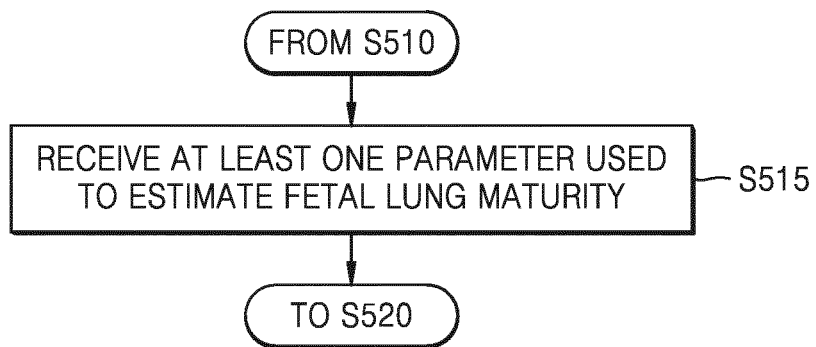 FROM S510
RECEIVE AT LEAST ONE PARAMETER USED
TO ESTIMATE FETAL LUNG MATURITY
S515
TO S520